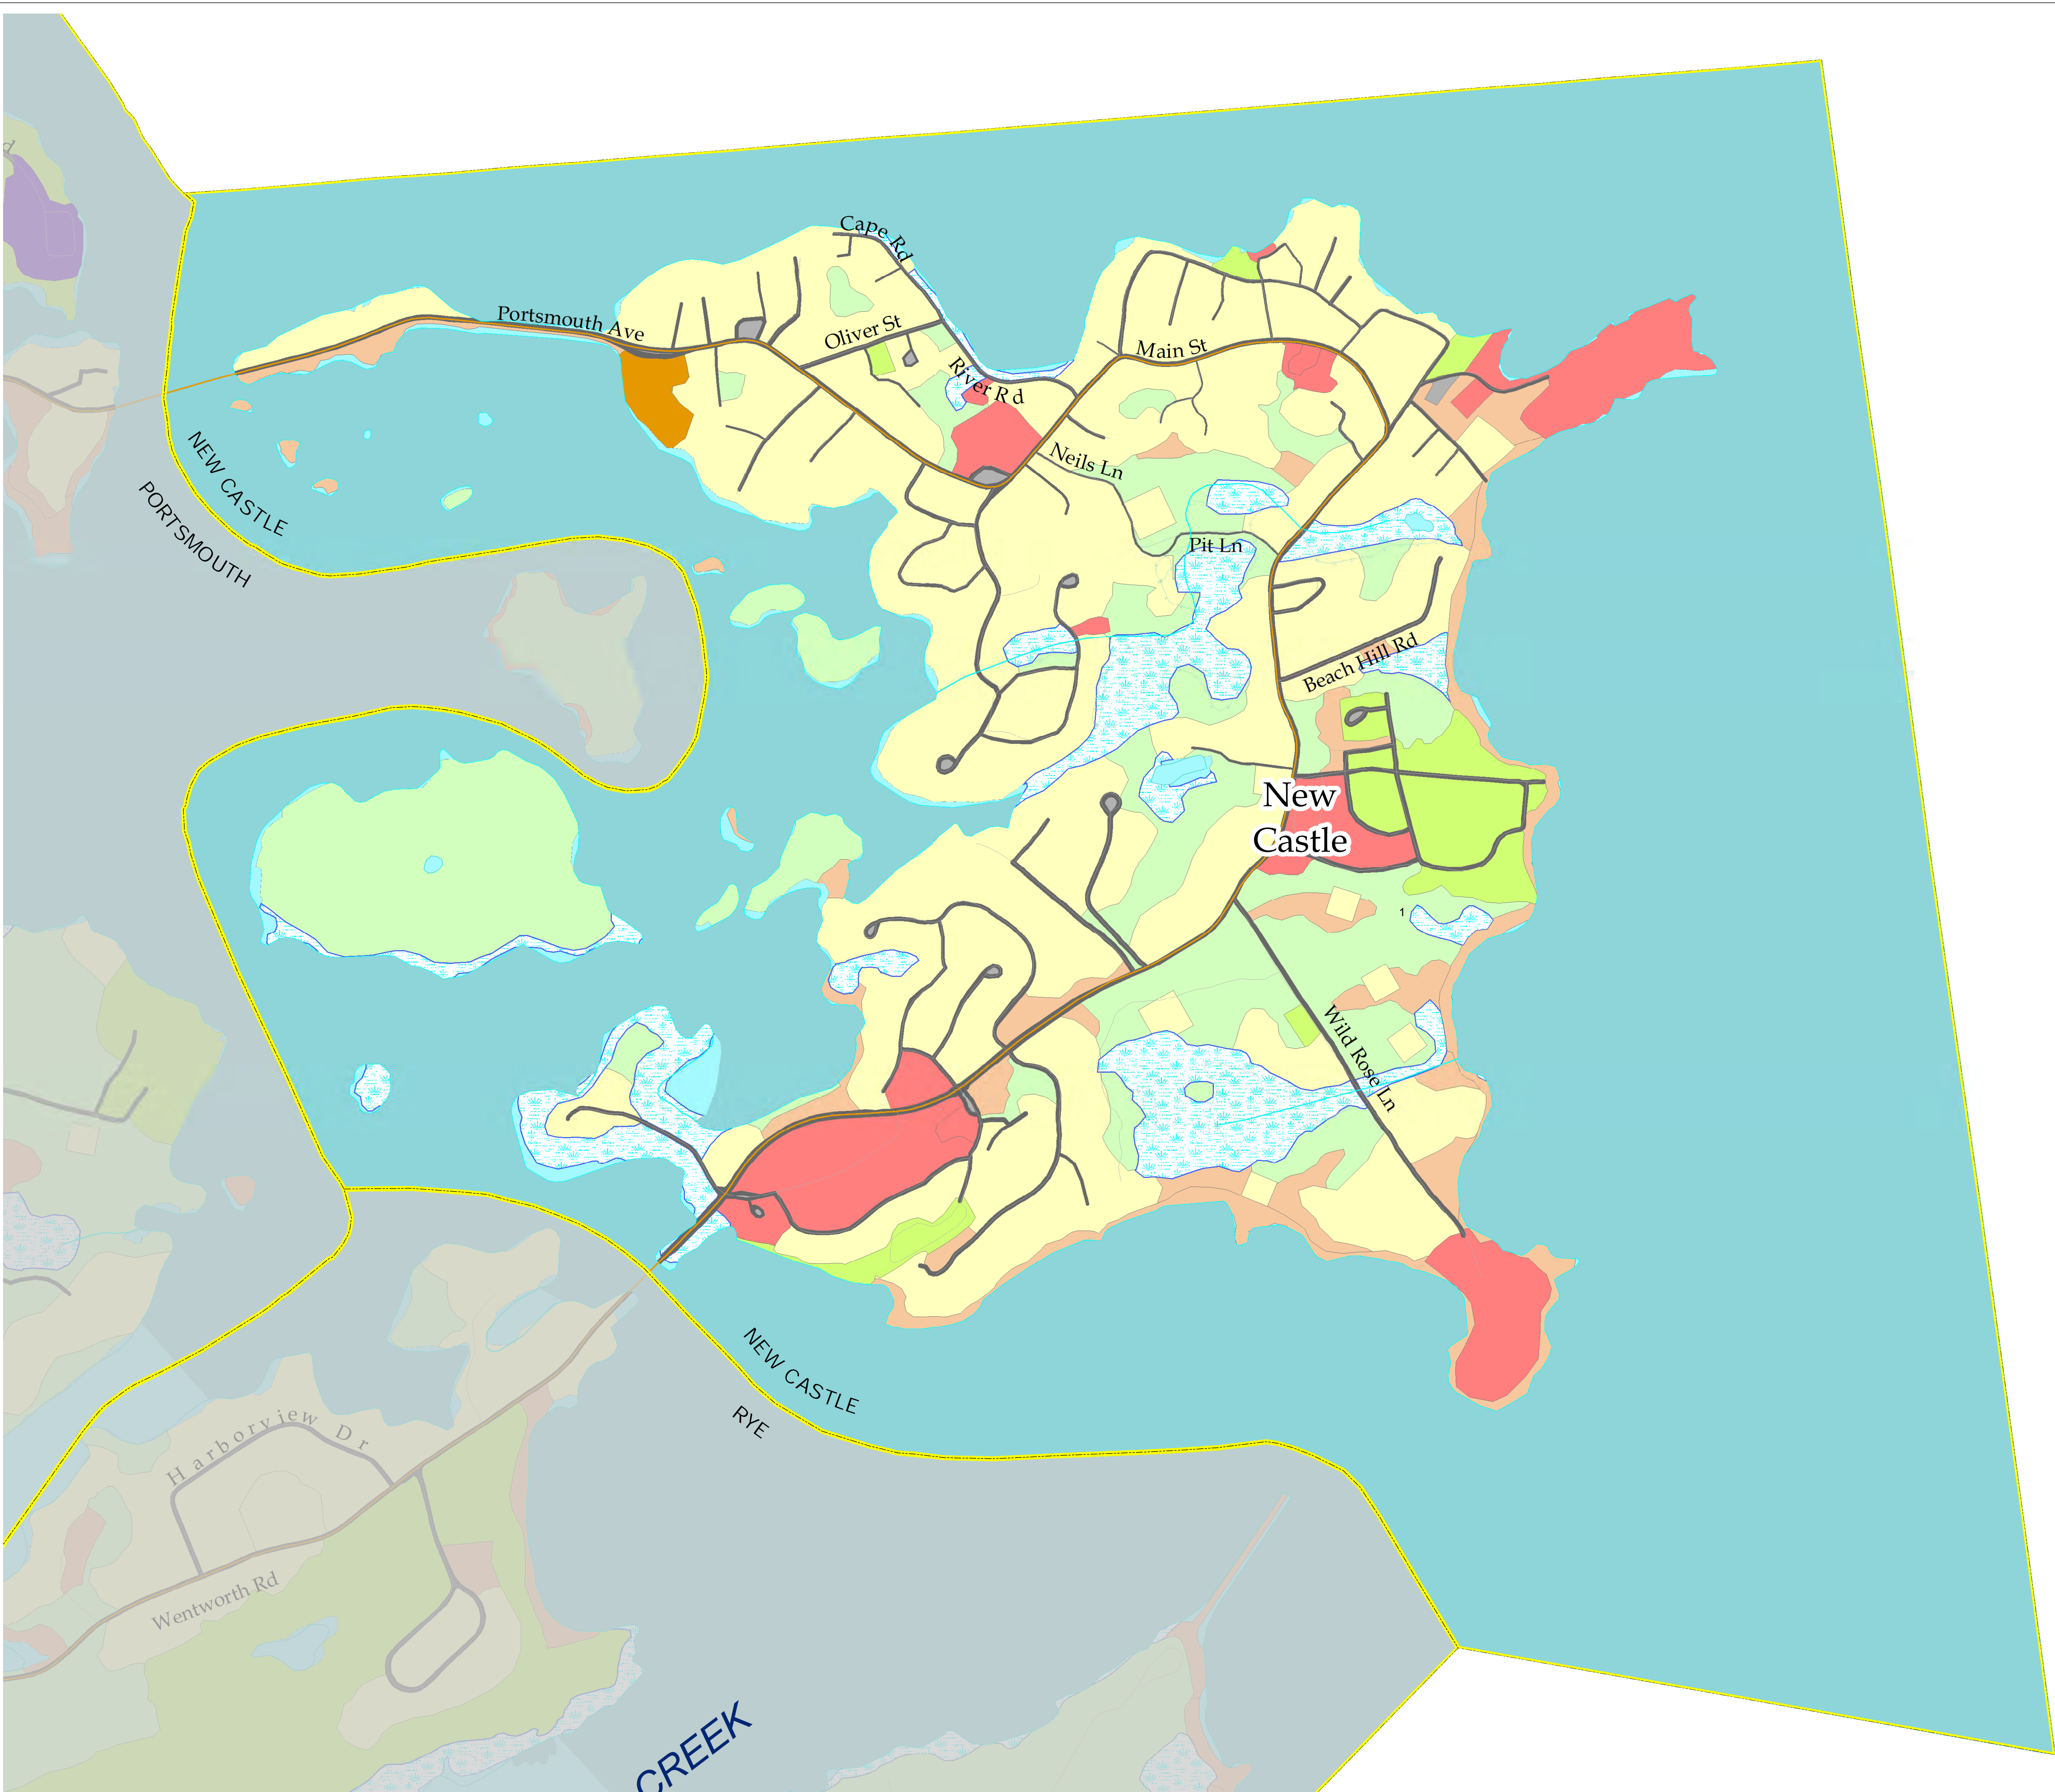 d
Cape Rd
Portsmouth Ave
Oliver St
River Rd
Main St
NEW CASTLE
PORTSMOUTH
Neils Ln
Pit Ln
Beach Hill Rd
New
Castle
1
Wild Rose Ln
NEW CASTLE
RYE
Harborview Dr
Wentworth Rd
CREEK